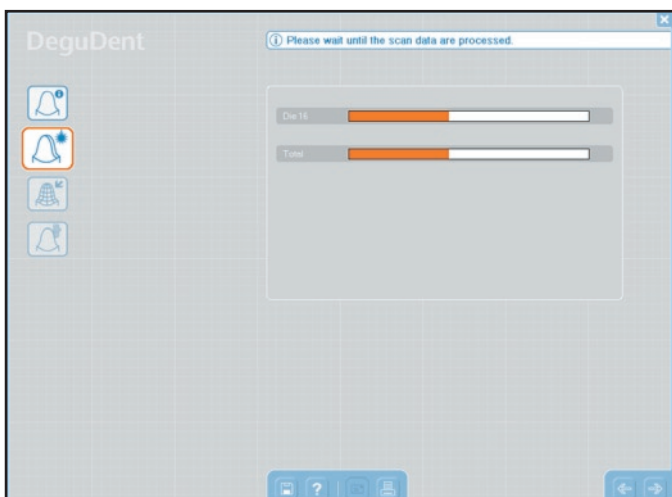 DeguDent
Please wait until the scan data are processed.
Die 16
Total